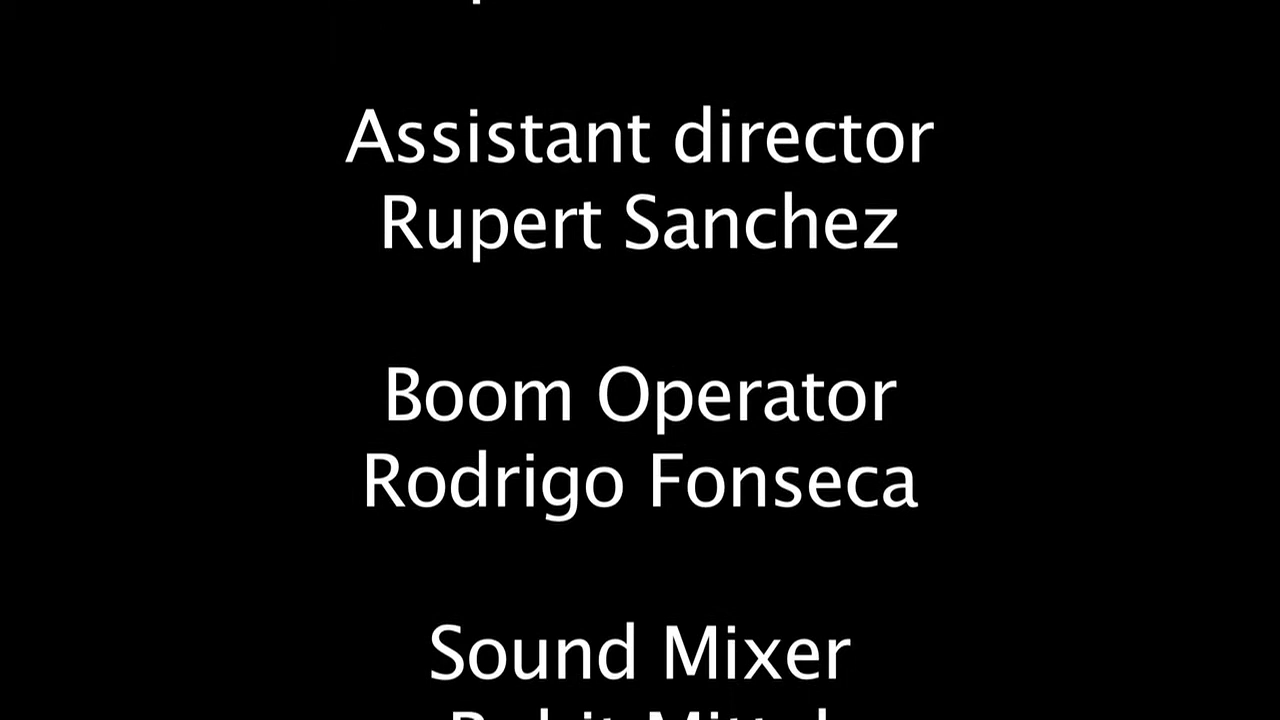 Assistant director
Rupert Sanchez
Boom Operator
Rodrigo Fonseca
Sound Mixer